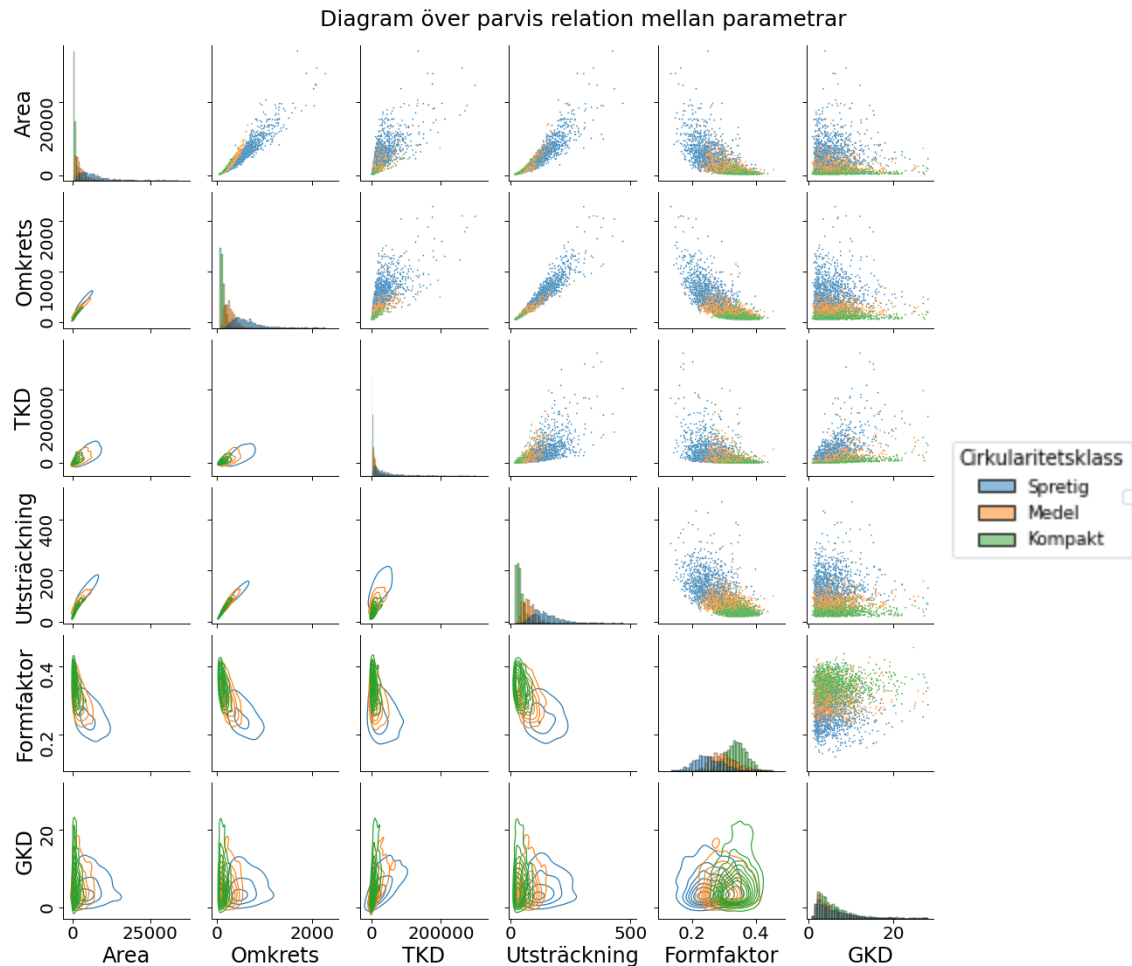 Diagram över parvis relation mellan parametrar
Area
20000
0
Omkrets
2000
1000
0
TKD
200000
0
Utsträckning
400
200
0
Formfaktor
0.4
0.2
GKD
20
0
Cirkularitetsklass
Spretig
Medel
Kompakt
0 25000
0 2000
0 200000
0 500
0.2 0.4
0 20
Area Omkrets TKD Utsträckning Formfaktor GKD